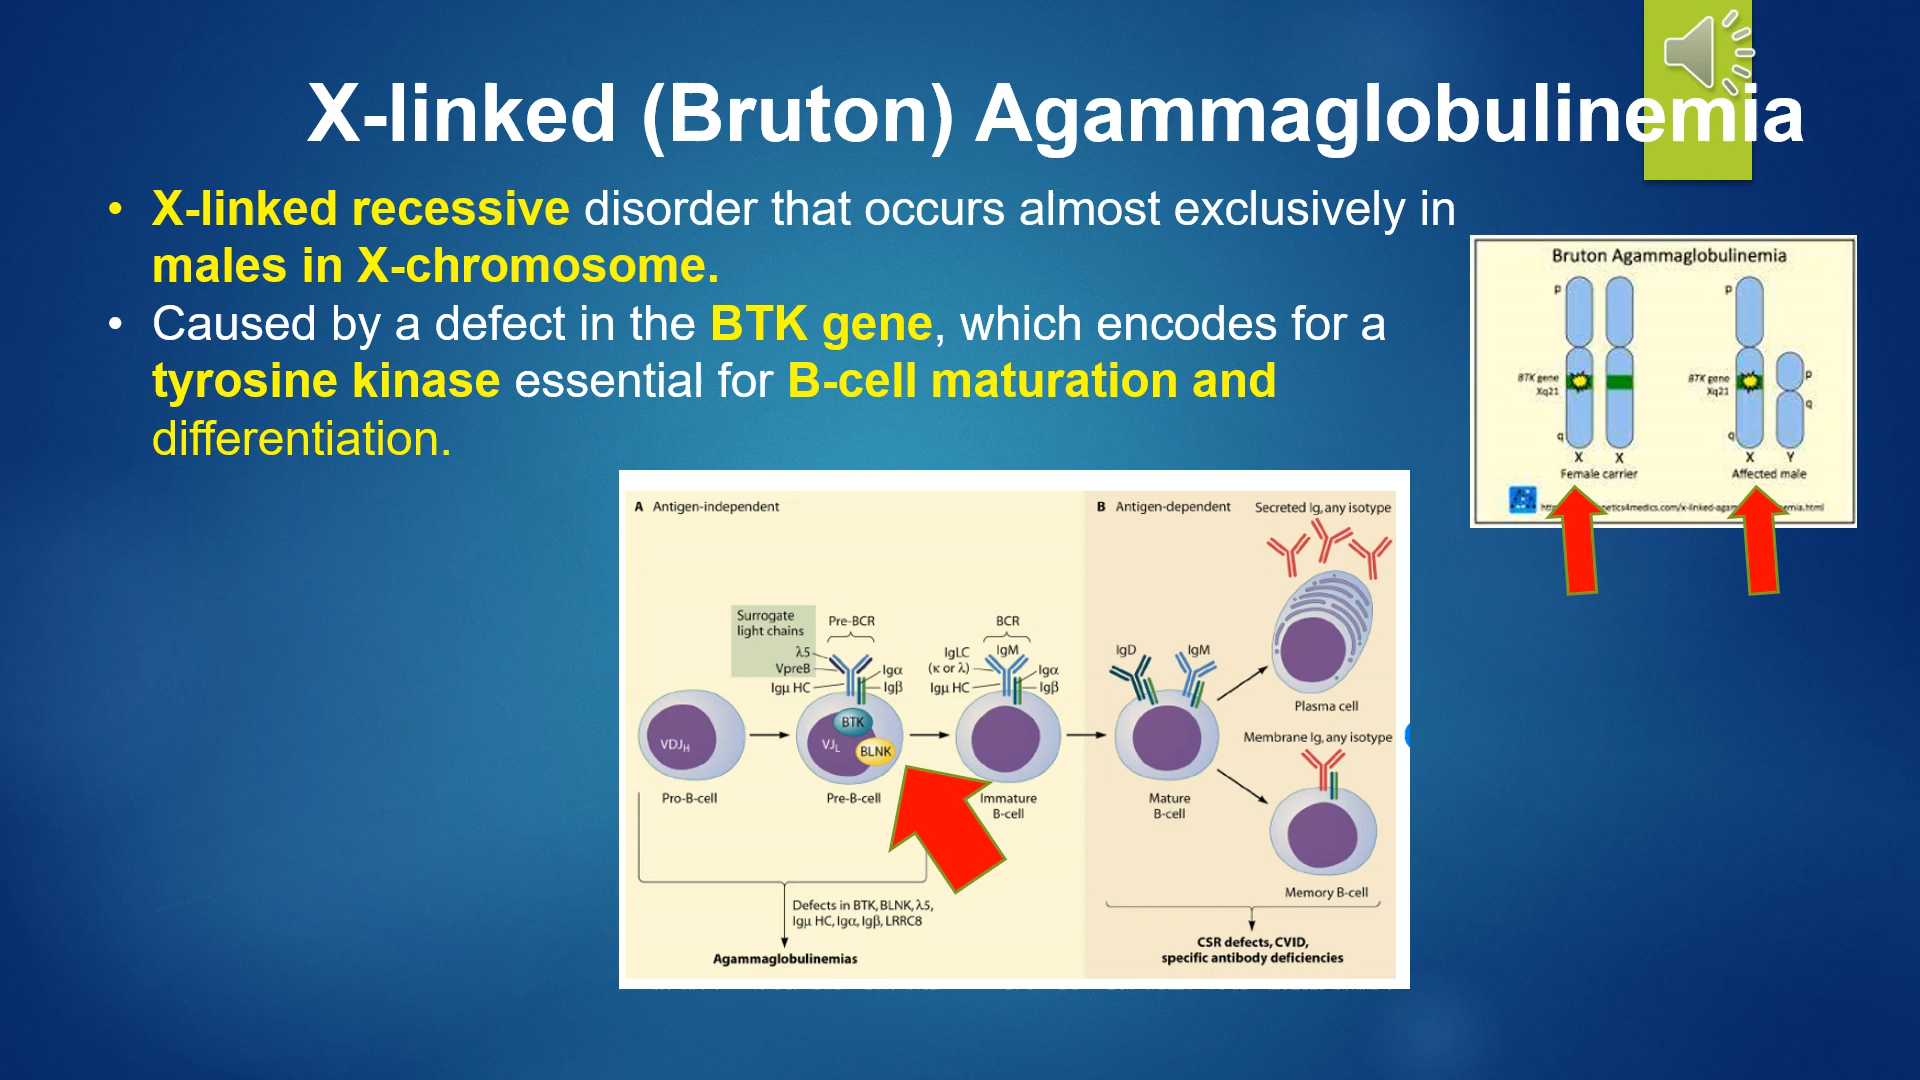 X-linked (Bruton) Agammaglobulinemia
• X-linked recessive disorder that occurs almost exclusively in
males in X-chromosome.
• Caused by a defect in the BTK gene, which encodes for a
tyrosine kinase essential for B-cell maturation and
differentiation.
Bruton Agammaglobulinemia
p
p
p
BTK gene
Xq21
BTK gene
Xq21
q
q
q
X X
X Y
Female carrier
Affected male
A Antigen-independent
B Antigen-dependent
Secreted Ig, any isotype
Surrogate
light chains
Pre-BCR
BCR
λ5
VpreB
Igμ HC
Igα
Igβ
IgLC
(κ or λ)
Igμ HC
IgM
Igα
Igβ
IgD
IgM
Plasma cell
VDJH
BTK
VJL
BLNK
Membrane Ig, any isotype
Pro-B-cell
Pre-B-cell
Immature
B-cell
Mature
B-cell
Memory B-cell
Defects in BTK, BLNK, λ5,
Igμ HC, Igα, Igβ, LRRC8
Agammaglobulinemias
CSR defects, CVID,
specific antibody deficiencies